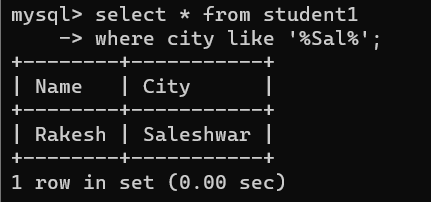 mysql> select * from student1
    -> where city like '%Sal%';
+--------+-----------+
| Name   | City      |
+--------+-----------+
| Rakesh | Saleshwar |
+--------+-----------+
1 row in set (0.00 sec)